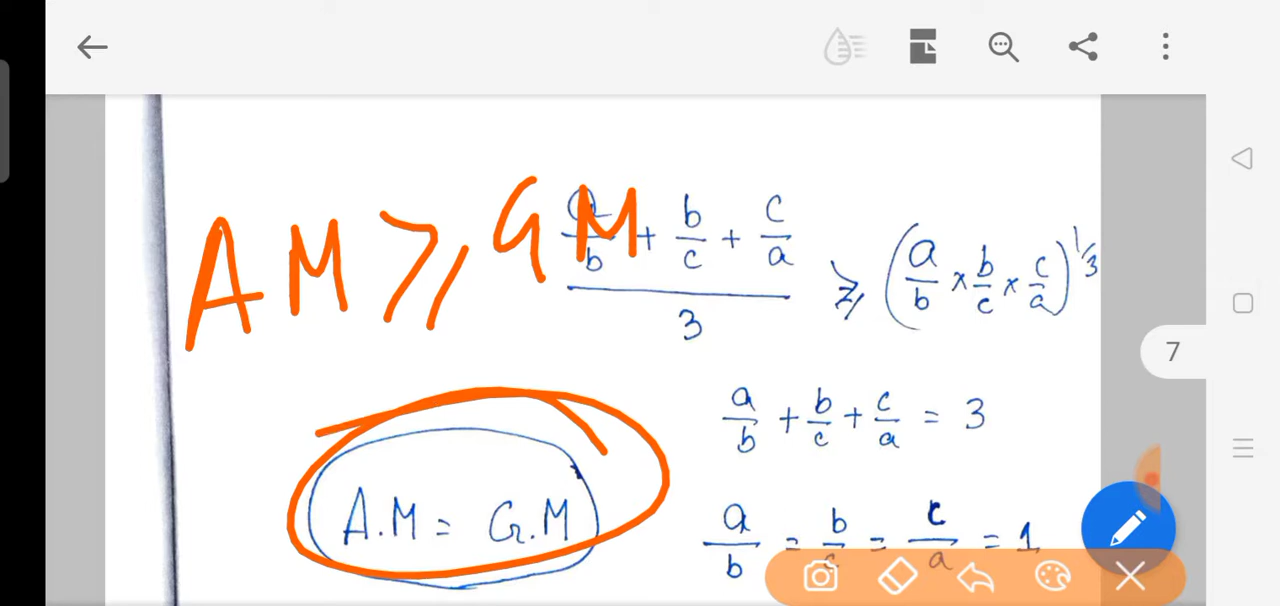 AM ≥ GM
a/b + b/c + c/a
3
≥ (a/b × b/c × c/a)^1/3
7
a/b + b/c + c/a = 3
A.M = G.M
a/b = b/c = c/a = 1